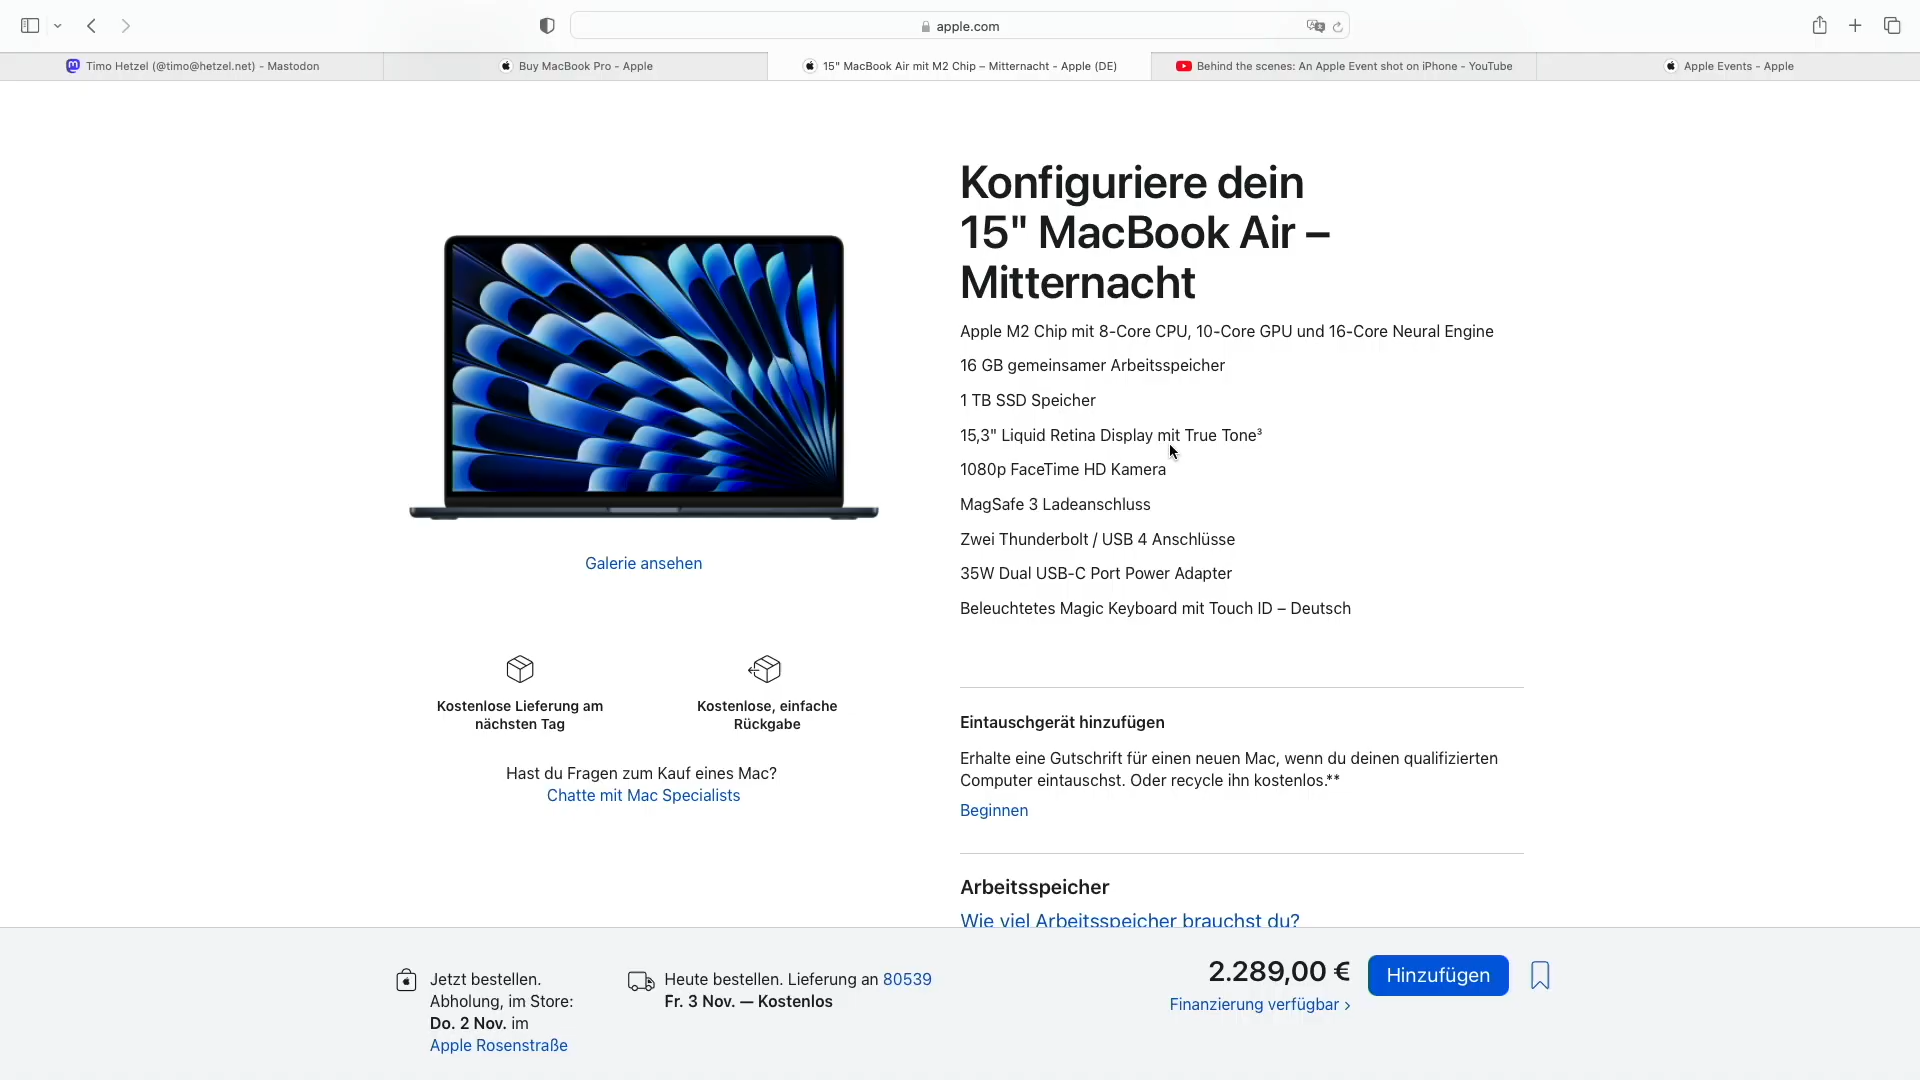 apple.com
Timo Hetzel (@timo@hetzel.net) - Mastodon
Buy MacBook Pro - Apple
15" MacBook Air mit M2 Chip – Mitternacht - Apple (DE)
Behind the scenes: An Apple Event shot on iPhone - YouTube
Apple Events - Apple
Konfiguriere dein
15" MacBook Air –
Mitternacht
Apple M2 Chip mit 8-Core CPU, 10-Core GPU und 16-Core Neural Engine
16 GB gemeinsamer Arbeitsspeicher
1 TB SSD Speicher
15,3" Liquid Retina Display mit True Tone³
1080p FaceTime HD Kamera
MagSafe 3 Ladeanschluss
Zwei Thunderbolt / USB 4 Anschlüsse
35W Dual USB-C Port Power Adapter
Beleuchtetes Magic Keyboard mit Touch ID – Deutsch
Galerie ansehen
Kostenlose Lieferung am
nächsten Tag
Kostenlose, einfache
Rückgabe
Hast du Fragen zum Kauf eines Mac?
Chatte mit Mac Specialists
Eintauschgerät hinzufügen
Erhalte eine Gutschrift für einen neuen Mac, wenn du deinen qualifizierten
Computer eintauschst. Oder recycle ihn kostenlos.**
Beginnen
Arbeitsspeicher
Wie viel Arbeitsspeicher brauchst du?
Jetzt bestellen.
Abholung, im Store:
Do. 2 Nov. im
Apple Rosenstraße
Heute bestellen. Lieferung an 80539
Fr. 3 Nov. — Kostenlos
2.289,00 €
Finanzierung verfügbar ›
Hinzufügen